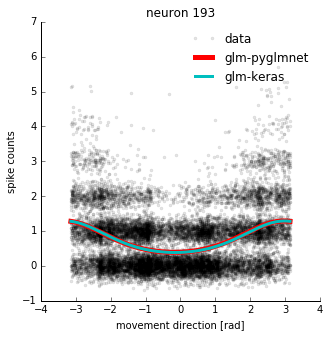 neuron 193
data
glm-pyglmnet
glm-keras
spike counts
7
6
5
4
3
2
1
0
−1
−4 −3 −2 −1 0 1 2 3 4
movement direction [rad]